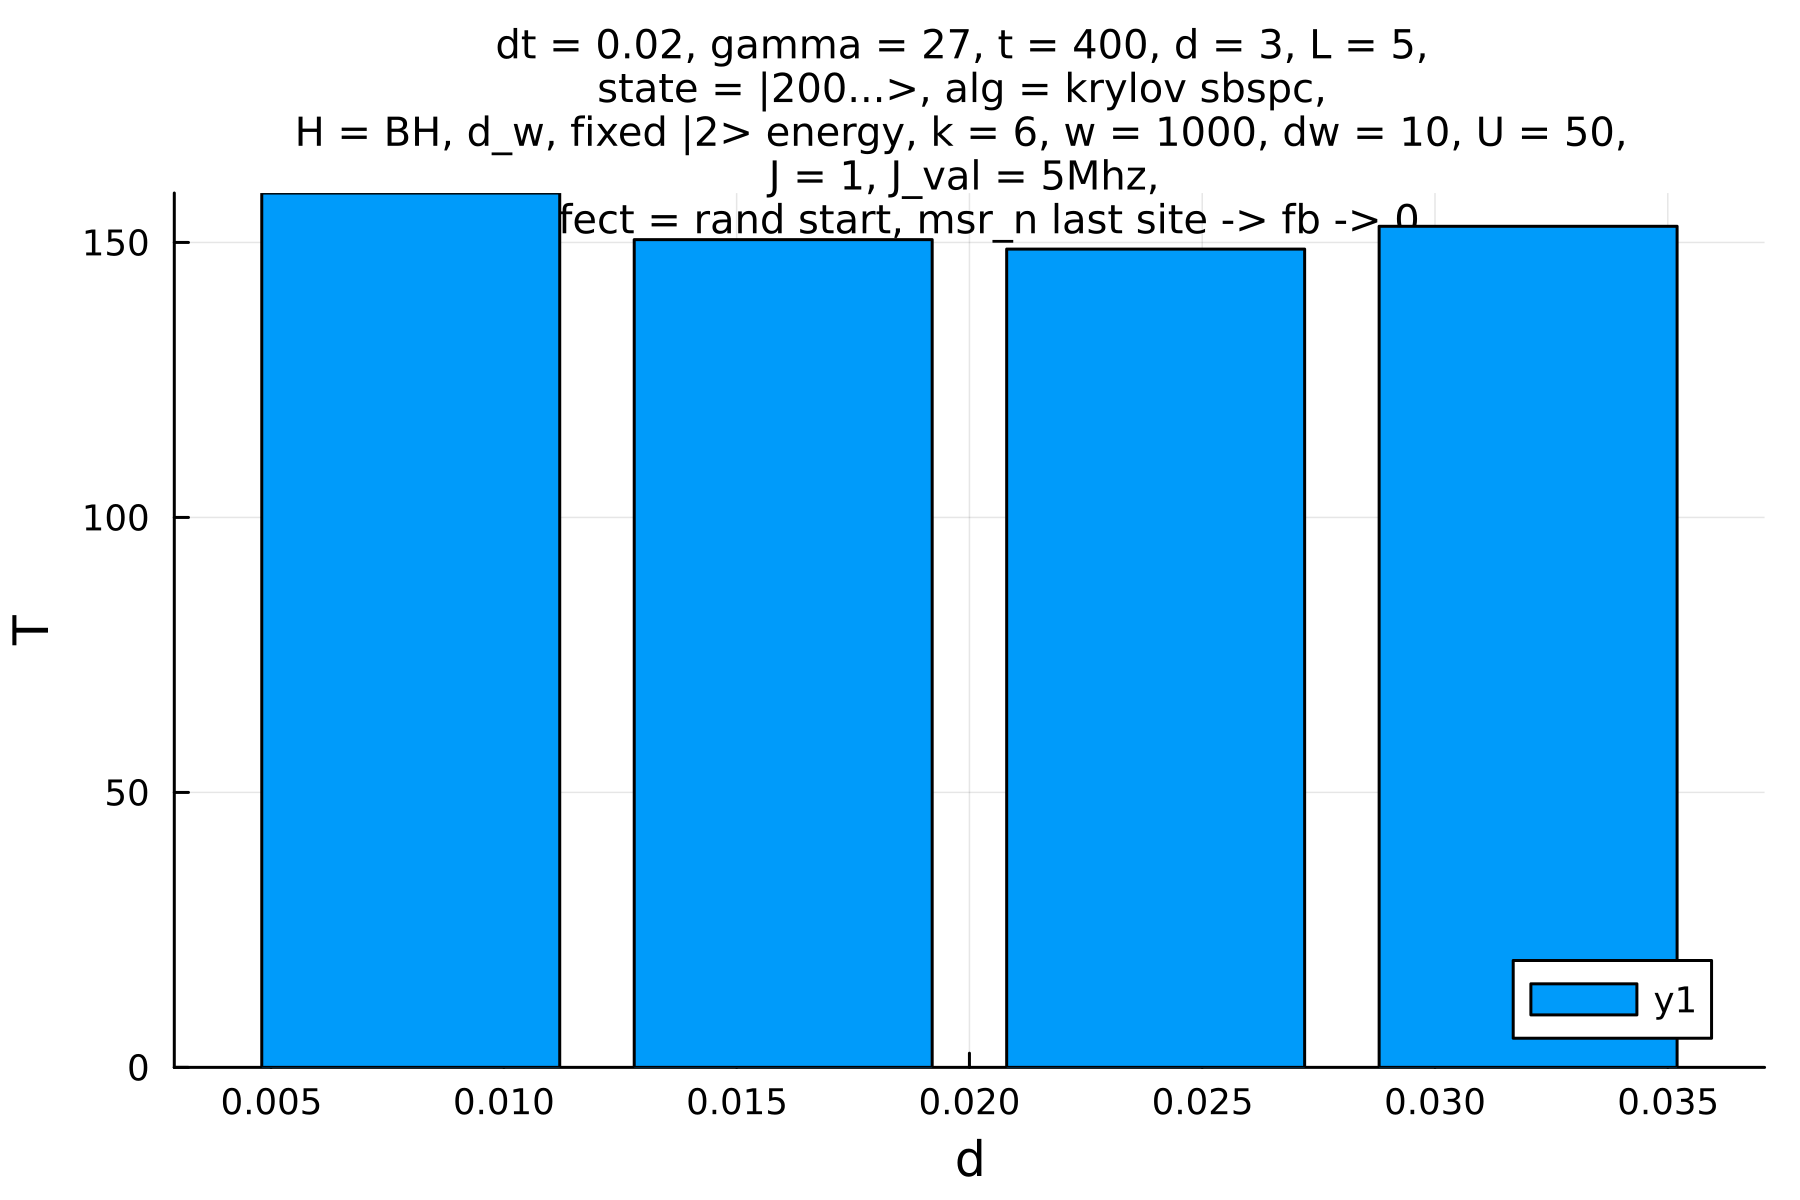 dt = 0.02, gamma = 27, t = 400, d = 3, L = 5,
state = |200...>, alg = krylov sbspc,
H = BH, d_w, fixed |2> energy, k = 6, w = 1000, dw = 10, U = 50,
J = 1, J_val = 5Mhz,
fect = rand start, msr_n last site -> fb -> 0
150
100
50
0
T
y1
0.005 0.010 0.015 0.020 0.025 0.030 0.035
d